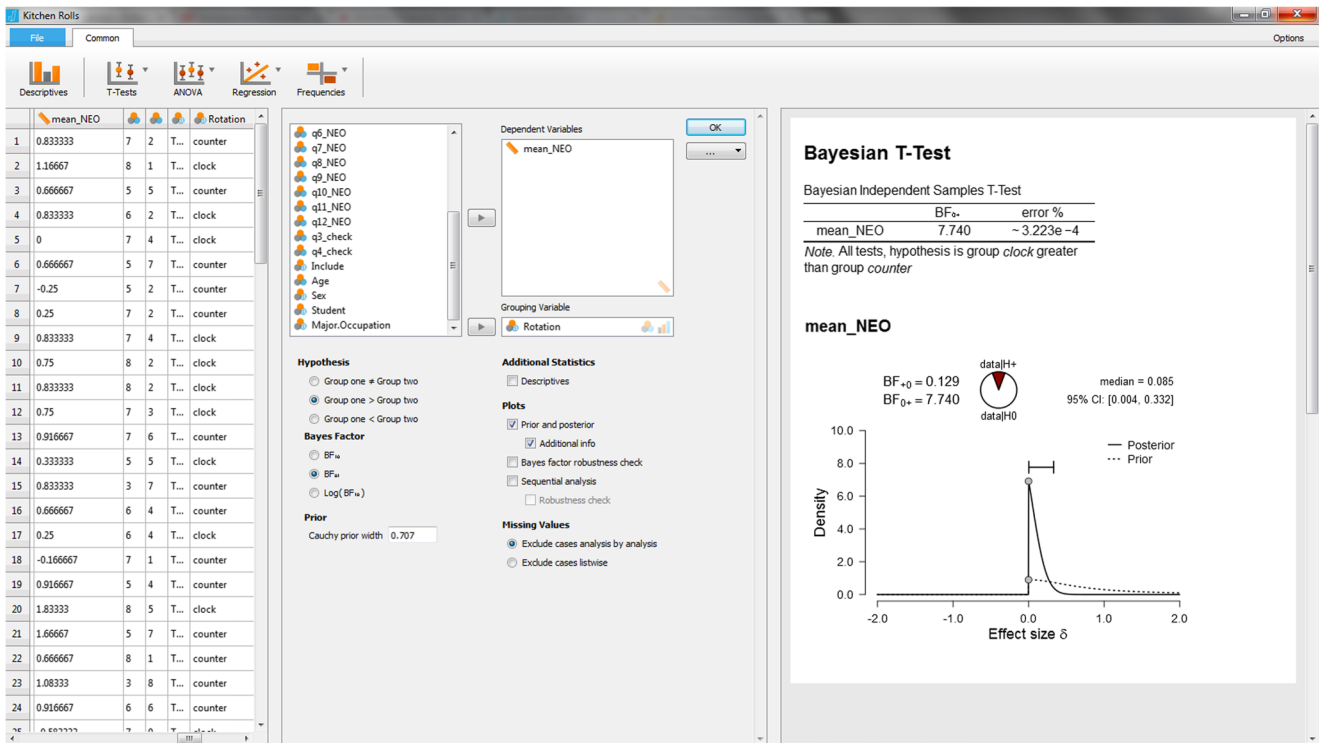 Kitchen Rolls
File Common Options
Descriptives T-Tests ANOVA Regression Frequencies
mean_NEO Rotation
1 0.833333 7 2 T... counter
2 1.16667 8 1 T... clock
3 0.666667 5 5 T... counter
4 0.833333 6 2 T... clock
5 0 7 4 T... clock
6 0.666667 5 7 T... counter
7 -0.25 5 2 T... counter
8 0.25 7 2 T... counter
9 0.833333 7 4 T... clock
10 0.75 8 2 T... clock
11 0.833333 8 2 T... clock
12 0.75 7 3 T... clock
13 0.916667 7 6 T... counter
14 0.333333 5 5 T... clock
15 0.833333 3 7 T... counter
16 0.666667 6 4 T... counter
17 0.25 6 4 T... clock
18 -0.166667 7 1 T... counter
19 0.916667 5 4 T... counter
20 1.83333 8 5 T... clock
21 1.66667 5 7 T... counter
22 0.666667 8 1 T... counter
23 1.08333 3 8 T... counter
24 0.916667 6 6 T... counter
q6_NEO
q7_NEO
q8_NEO
q9_NEO
q10_NEO
q11_NEO
q12_NEO
q3_check
q4_check
Include
Age
Sex
Student
Major.Occupation
Dependent Variables
mean_NEO
OK
...
Grouping Variable
Rotation
Hypothesis
Group one ≠ Group two
Group one > Group two
Group one < Group two
Bayes Factor
BF₁₀
BF₀₁
Log(BF₁₀)
Prior
Cauchy prior width 0.707
Additional Statistics
Descriptives
Plots
Prior and posterior
Additional info
Bayes factor robustness check
Sequential analysis
Robustness check
Missing Values
Exclude cases analysis by analysis
Exclude cases listwise
Bayesian T-Test
Bayesian Independent Samples T-Test
BF₀₊ error %
mean_NEO 7.740 ~ 3.223e -4
Note. All tests, hypothesis is group clock greater
than group counter
mean_NEO
data|H+
BF₊₀ = 0.129
BF₀₊ = 7.740
data|H0
median = 0.085
95% CI: [0.004, 0.332]
Posterior
Prior
Density
10.0
8.0
6.0
4.0
2.0
0.0
-2.0 -1.0 0.0 1.0 2.0
Effect size δ